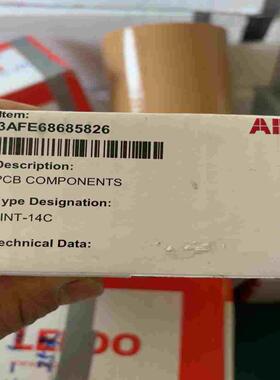 Item:
3AFE68685826
Description:
PCB COMPONENTS
Type Designation:
INT-14C
Technical Data: